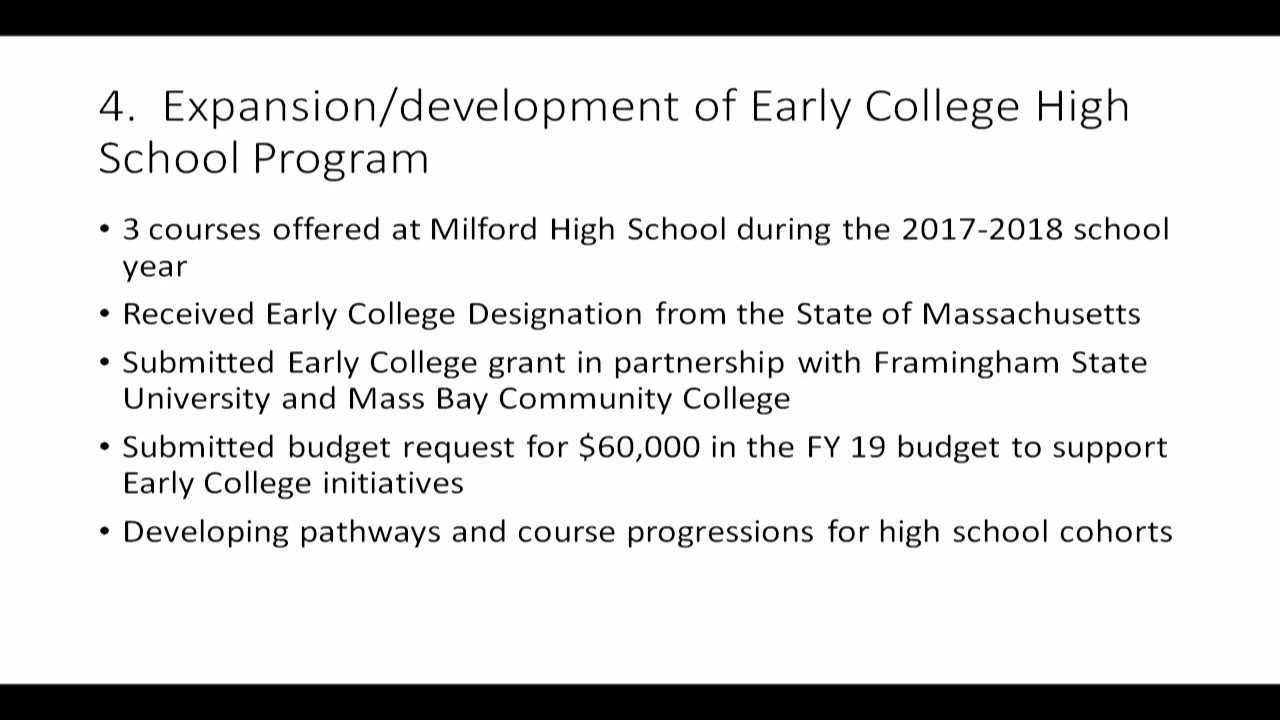 4. Expansion/development of Early College High
School Program
• 3 courses offered at Milford High School during the 2017-2018 school
year
• Received Early College Designation from the State of Massachusetts
• Submitted Early College grant in partnership with Framingham State
University and Mass Bay Community College
• Submitted budget request for $60,000 in the FY 19 budget to support
Early College initiatives
• Developing pathways and course progressions for high school cohorts